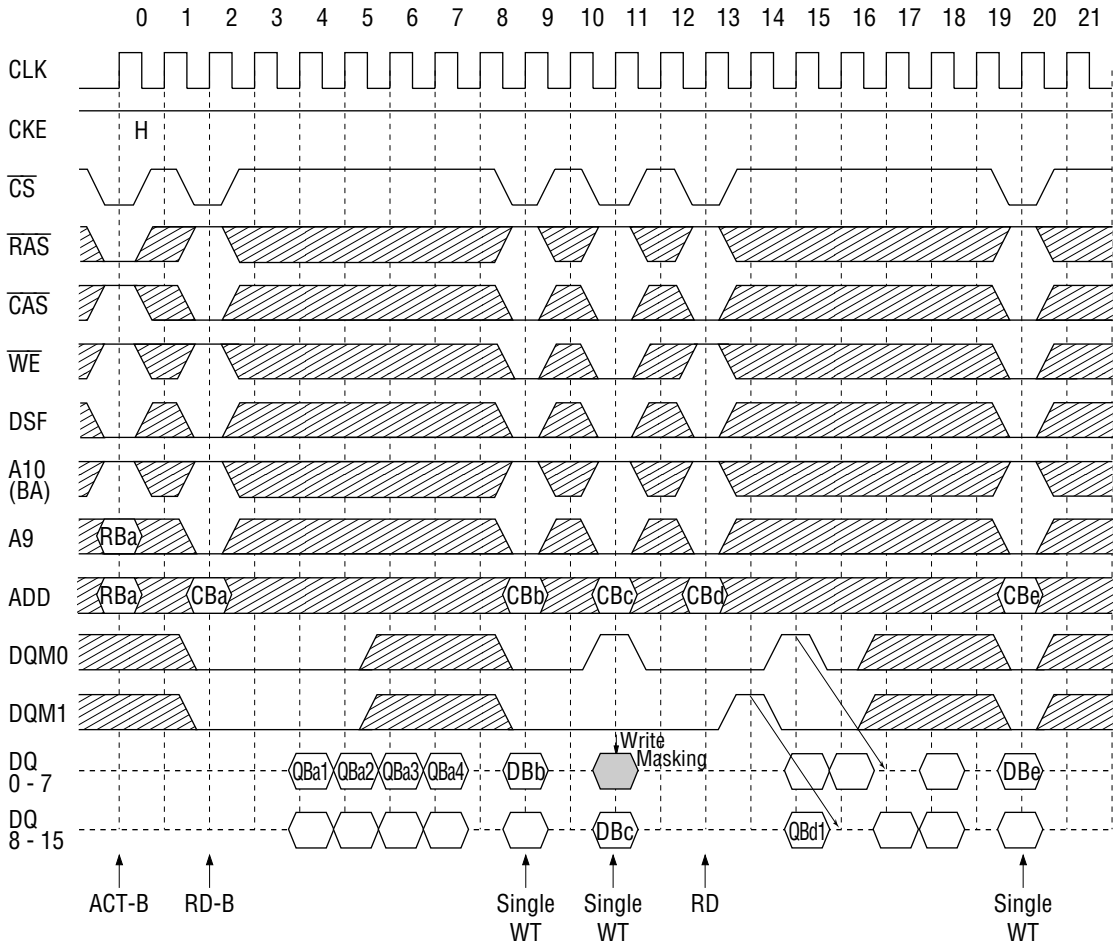 0 1 2 3 4 5 6 7 8 9 10 11 12 13 14 15 16 17 18 19 20 21
CLK
CKE H
CS
RAS
CAS
WE
DSF
A10
(BA)
A9 RBa
ADD RBa CBa CBb CBc CBd CBe
DQM0
DQM1
Write
Masking
DQ
0 - 7
QBa1 QBa2 QBa3 QBa4 DBb DBe
DQ
8 - 15
DBc QBd1
ACT-B RD-B Single WT Single WT RD Single WT